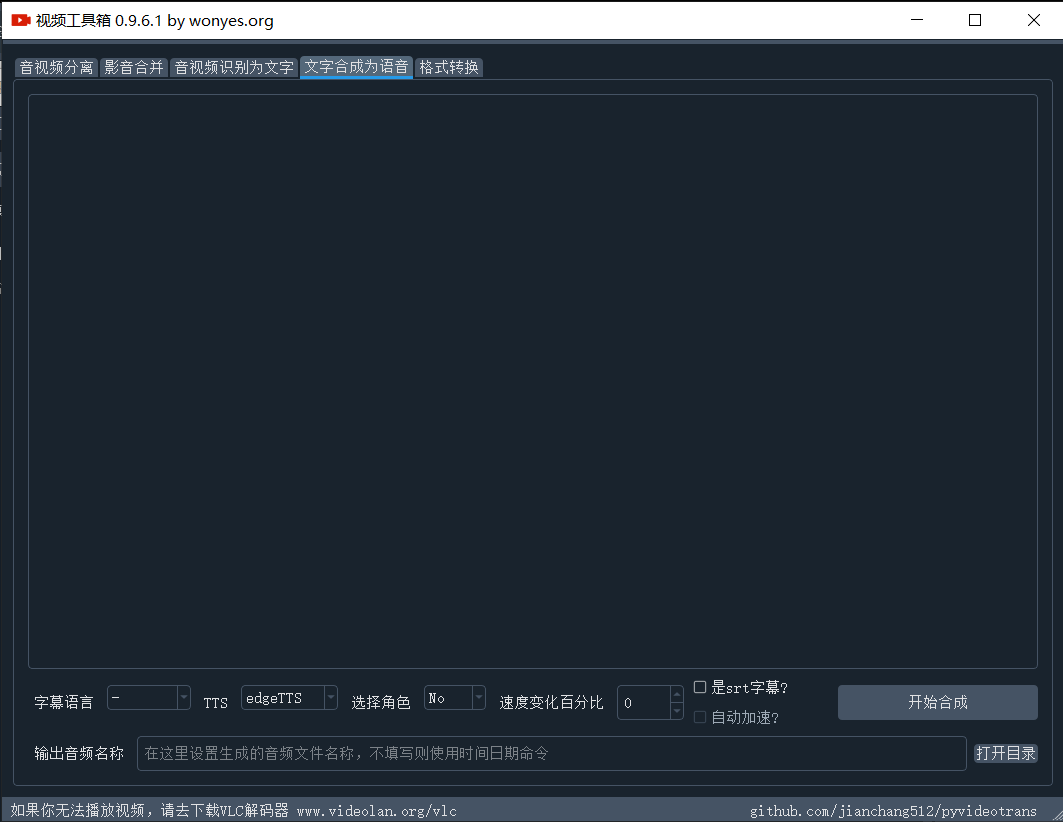 视频工具箱 0.9.6.1 by wonyes.org
音视频分离 影音合并 音视频识别为文字 文字合成为语音 格式转换
字幕语言 - TTS edgeTTS 选择角色 No 速度变化百分比 0 是srt字幕? 开始合成
自动加速?
输出音频名称 在这里设置生成的音频文件名称，不填写则使用时间日期命令 打开目录
如果你无法播放视频，请去下载VLC解码器 www.videolan.org/vlc github.com/jianchang512/pyvideotrans